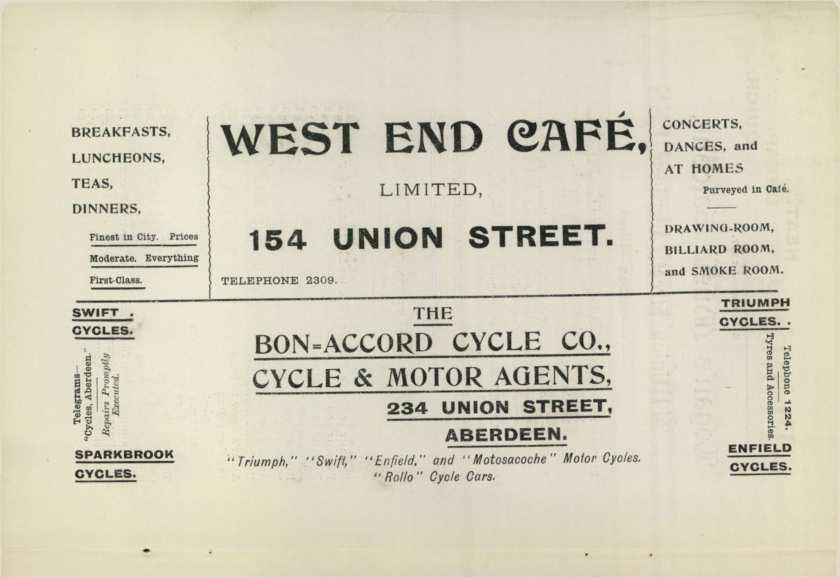 BREAKFASTS,
LUNCHEONS,
TEAS,
DINNERS,
Finest in City. Prices
Moderate. Everything
First-Class.
WEST END CAFÉ,
LIMITED,
154 UNION STREET.
TELEPHONE 2309.
CONCERTS,
DANCES, and
AT HOMES
Purveyed in Café.
DRAWING-ROOM,
BILLIARD ROOM,
and SMOKE ROOM.
SWIFT .
CYCLES.
Telegrams—
"Cycles, Aberdeen."
Repairs Promptly
Executed.
SPARKBROOK
CYCLES.
THE
BON=ACCORD CYCLE CO.,
CYCLE & MOTOR AGENTS,
234 UNION STREET,
ABERDEEN.
"Triumph," "Swift," "Enfield," and "Motosacoche" Motor Cycles.
"Rollo" Cycle Cars.
TRIUMPH
CYCLES. .
Telephone 1224.
Tyres and Accessories.
ENFIELD
CYCLES.